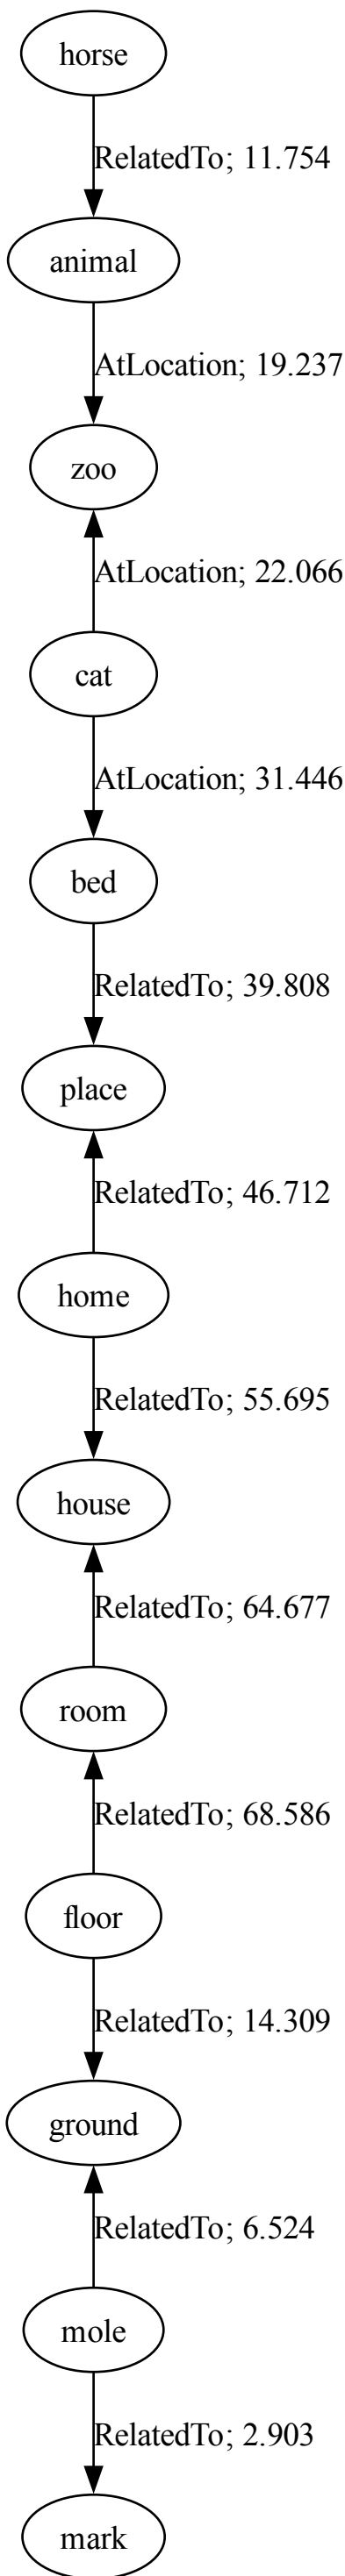 horse
RelatedTo; 11.754
animal
AtLocation; 19.237
zoo
AtLocation; 22.066
cat
AtLocation; 31.446
bed
RelatedTo; 39.808
place
RelatedTo; 46.712
home
RelatedTo; 55.695
house
RelatedTo; 64.677
room
RelatedTo; 68.586
floor
RelatedTo; 14.309
ground
RelatedTo; 6.524
mole
RelatedTo; 2.903
mark